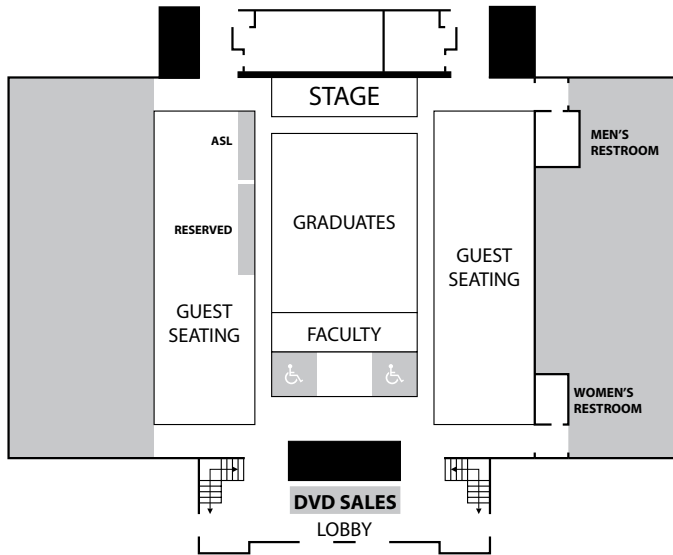 STAGE
ASL
MEN'S
RESTROOM
RESERVED
GRADUATES
GUEST
SEATING
GUEST
SEATING
FACULTY
WOMEN'S
RESTROOM
DVD SALES
LOBBY